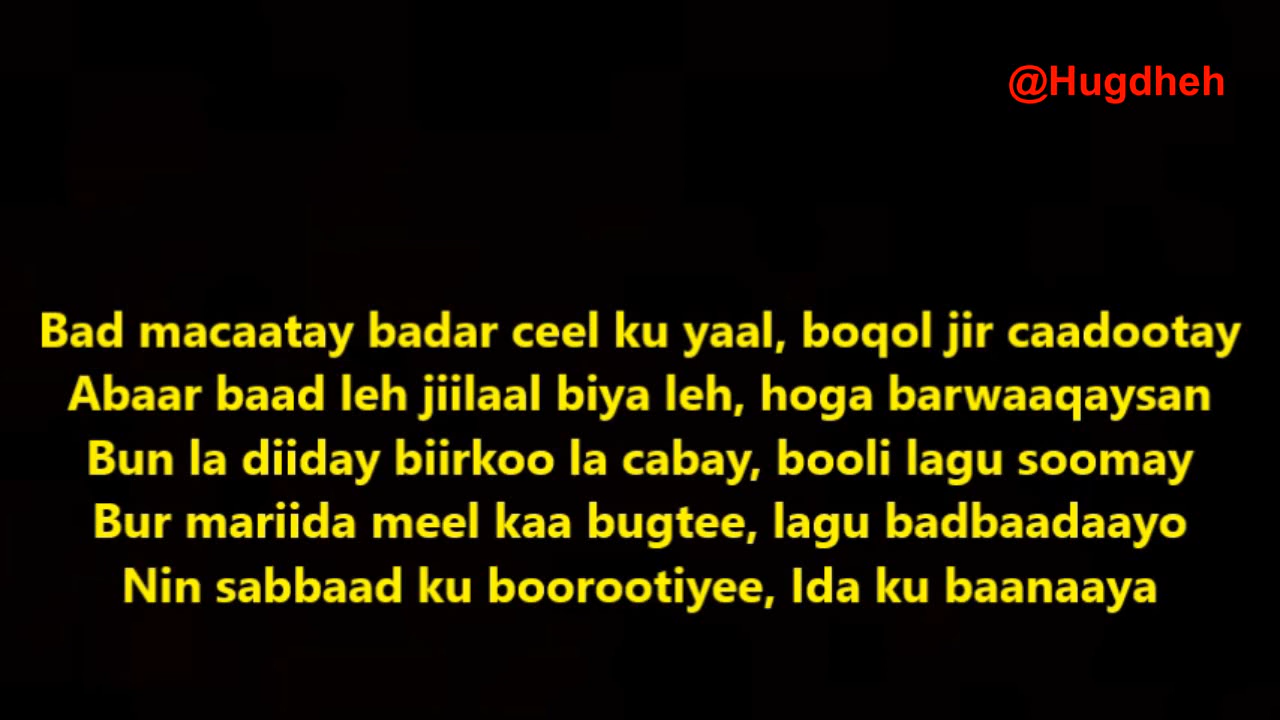 @Hugdheh
Bad macaatay badar ceel ku yaal, boqol jir caadootay
Abaar baad leh jiilaal biya leh, hoga barwaaqaysan
Bun la diiday biirkoo la cabay, booli lagu soomay
Bur mariida meel kaa bugtee, lagu badbaadaayo
Nin sabbaad ku boorootiyee, Ida ku baanaaya